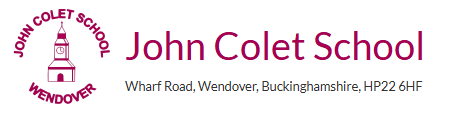 JOHN COLET SCHOOL
WENDOVER
John Colet School
Wharf Road, Wendover, Buckinghamshire, HP22 6HF